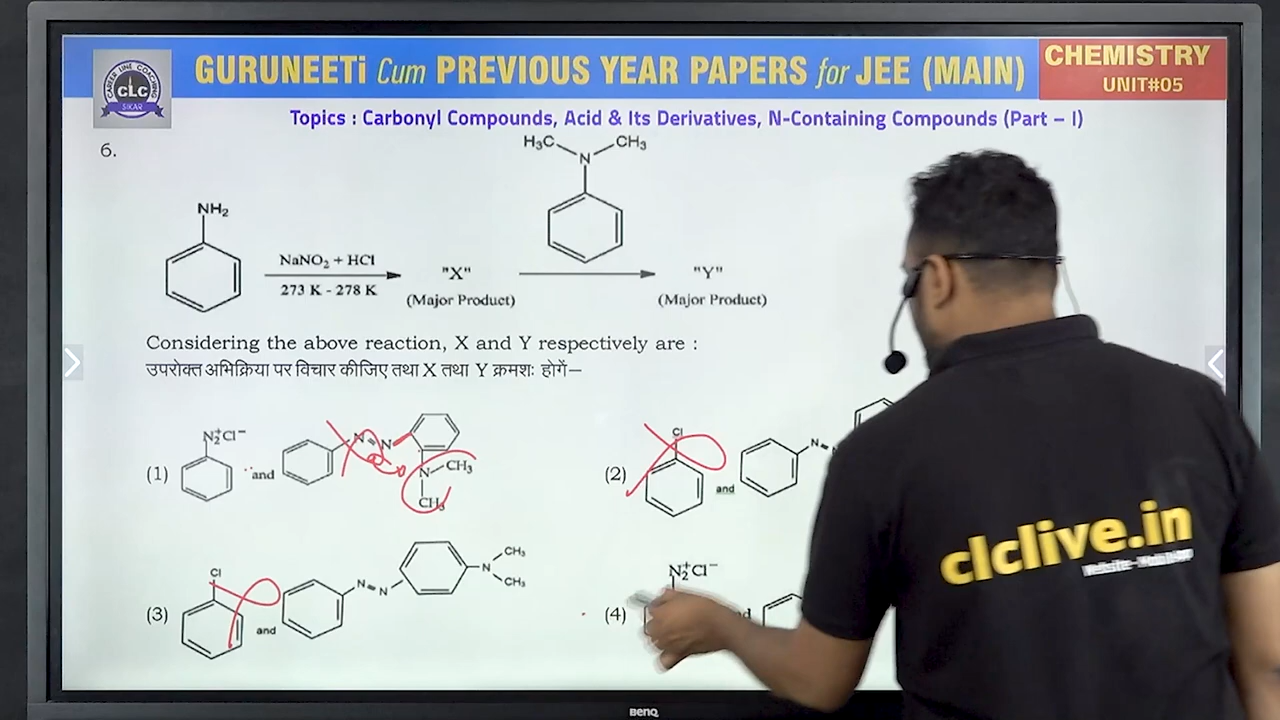 CAREER LINE COACHING
CLC
SIKAR
GURUNEETi Cum PREVIOUS YEAR PAPERS for JEE (MAIN)
CHEMISTRY
UNIT#05
Topics : Carbonyl Compounds, Acid & Its Derivatives, N-Containing Compounds (Part – I)
6.
H₃C CH₃
N
NH₂
NaNO₂ + HCl
273 K - 278 K
"X"
(Major Product)
"Y"
(Major Product)
Considering the above reaction, X and Y respectively are :
उपरोक्त अभिक्रिया पर विचार कीजिए तथा X तथा Y क्रमशः होगें–
(1) N₂⁺Cl⁻ and N=N N CH₃ CH₃
(2) Cl and N=
(3) Cl and N=N N CH₃ CH₃
(4) N₂⁺Cl⁻
clclive.in
BENQ